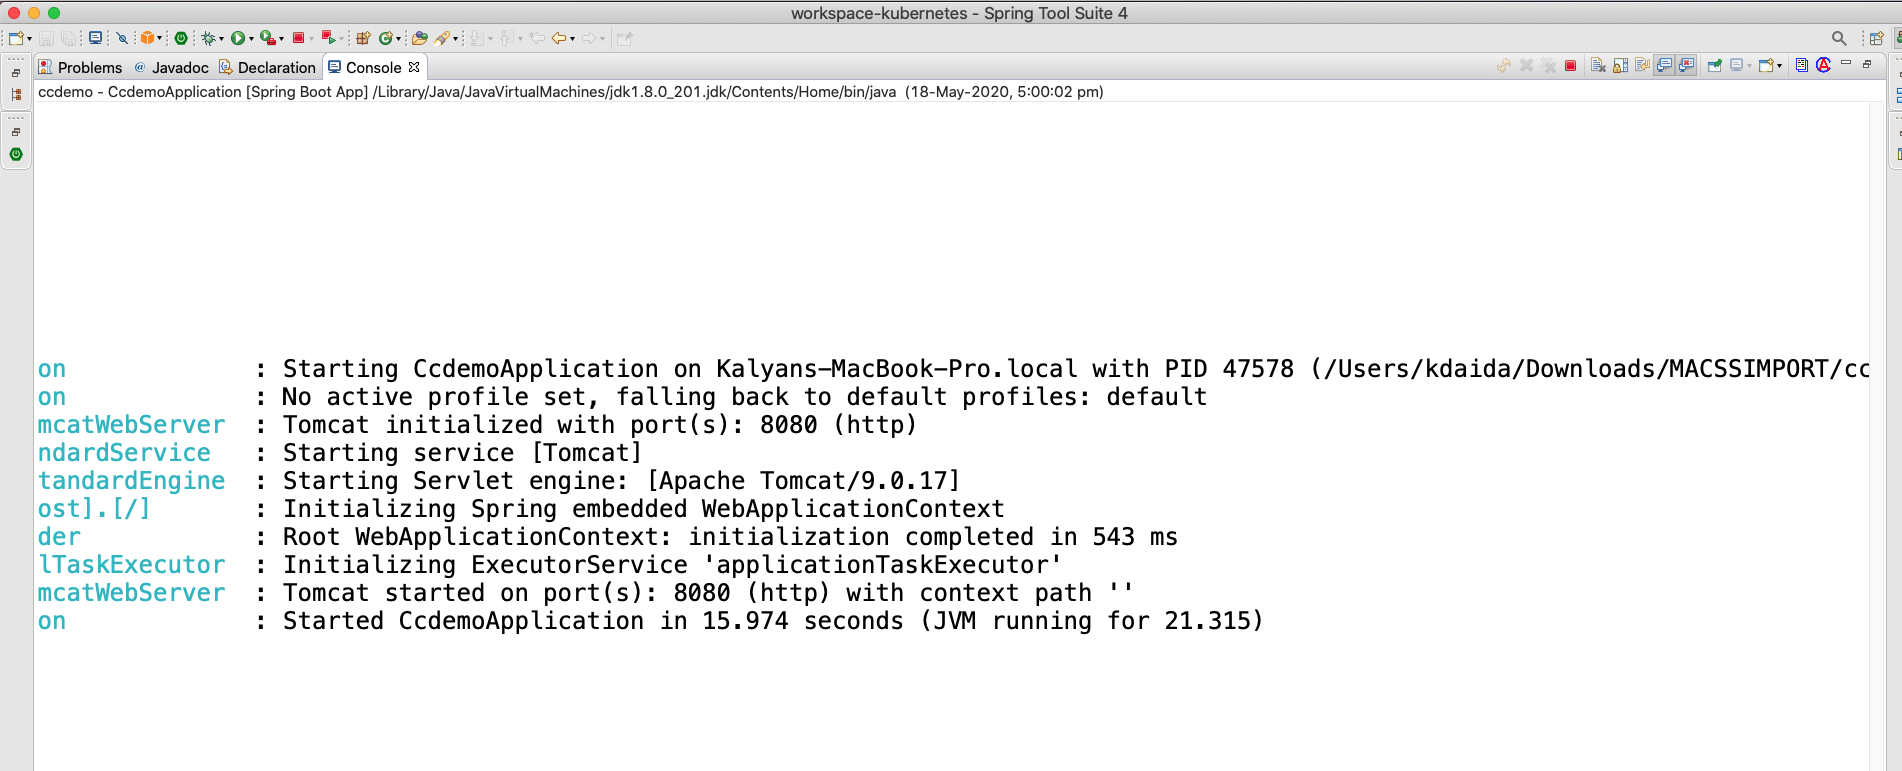 workspace-kubernetes - Spring Tool Suite 4
Problems @ Javadoc Declaration Console
ccdemo - CcdemoApplication [Spring Boot App] /Library/Java/JavaVirtualMachines/jdk1.8.0_201.jdk/Contents/Home/bin/java (18-May-2020, 5:00:02 pm)
on : Starting CcdemoApplication on Kalyans-MacBook-Pro.local with PID 47578 (/Users/kdaida/Downloads/MACSSIMPORT/cc
on : No active profile set, falling back to default profiles: default
mcatWebServer : Tomcat initialized with port(s): 8080 (http)
ndardService : Starting service [Tomcat]
tandardEngine : Starting Servlet engine: [Apache Tomcat/9.0.17]
ost].[/] : Initializing Spring embedded WebApplicationContext
der : Root WebApplicationContext: initialization completed in 543 ms
lTaskExecutor : Initializing ExecutorService 'applicationTaskExecutor'
mcatWebServer : Tomcat started on port(s): 8080 (http) with context path ''
on : Started CcdemoApplication in 15.974 seconds (JVM running for 21.315)